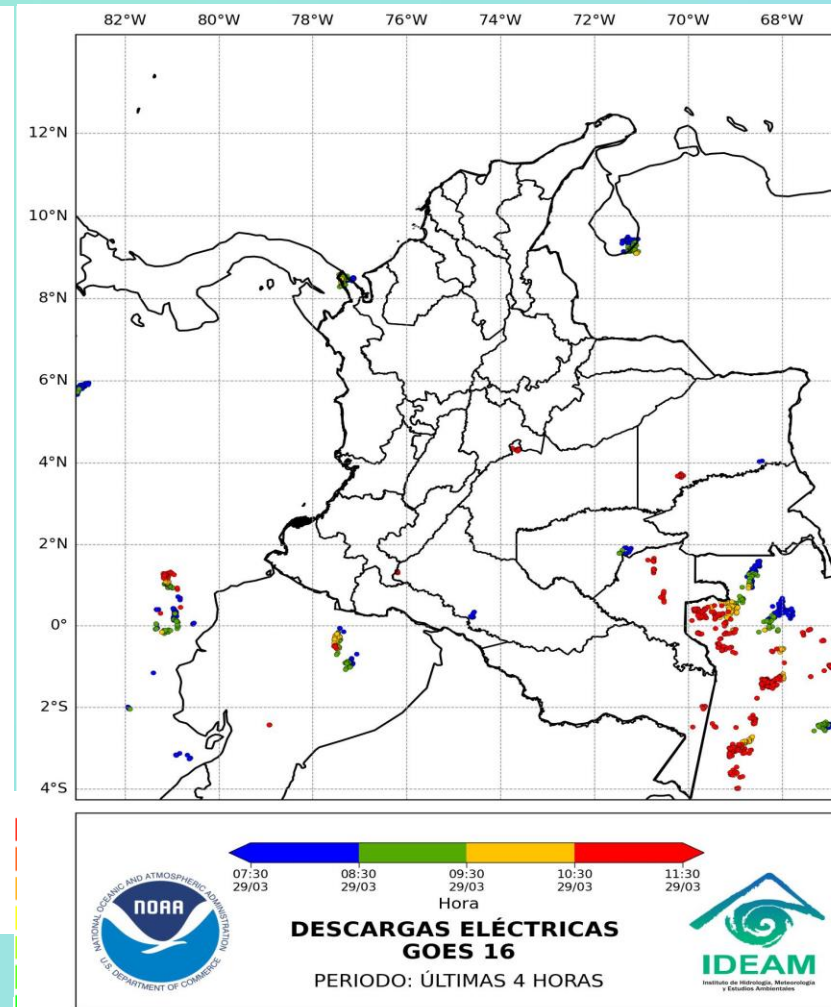 82°W 80°W 78°W 76°W 74°W 72°W 70°W 68°W
12°N
10°N
8°N
6°N
4°N
2°N
0°
2°S
4°S
07:30 08:30 09:30 10:30 11:30
29/03 29/03 29/03 29/03 29/03
Hora
DESCARGAS ELÉCTRICAS
GOES 16
PERIODO: ÚLTIMAS 4 HORAS
NATIONAL OCEANIC AND ATMOSPHERIC ADMINISTRATION
NOAA
U.S. DEPARTMENT OF COMMERCE
IDEAM
Instituto de Hidrología, Meteorología
y Estudios Ambientales